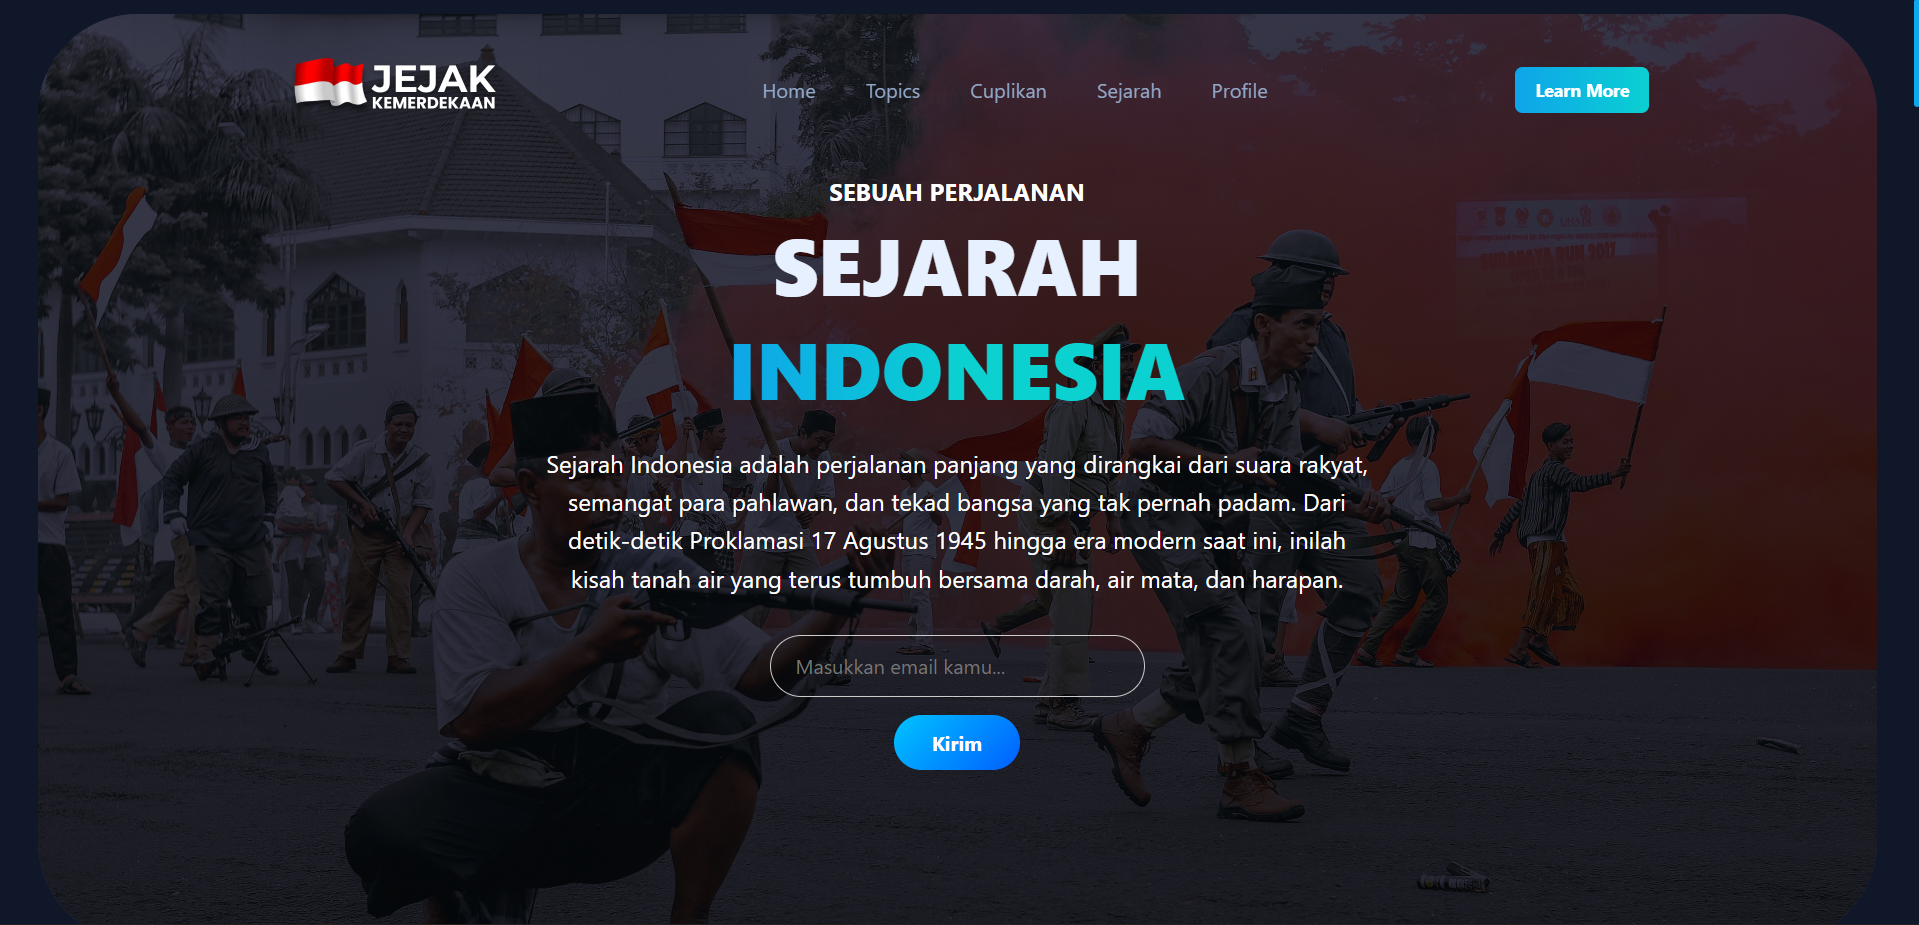 JEJAK
KEMERDEKAAN
Home Topics Cuplikan Sejarah Profile
Learn More
SEBUAH PERJALANAN
SEJARAH
INDONESIA
Sejarah Indonesia adalah perjalanan panjang yang dirangkai dari suara rakyat,
semangat para pahlawan, dan tekad bangsa yang tak pernah padam. Dari
detik-detik Proklamasi 17 Agustus 1945 hingga era modern saat ini, inilah
kisah tanah air yang terus tumbuh bersama darah, air mata, dan harapan.
Masukkan email kamu...
Kirim
SURABAYA RUN 2017